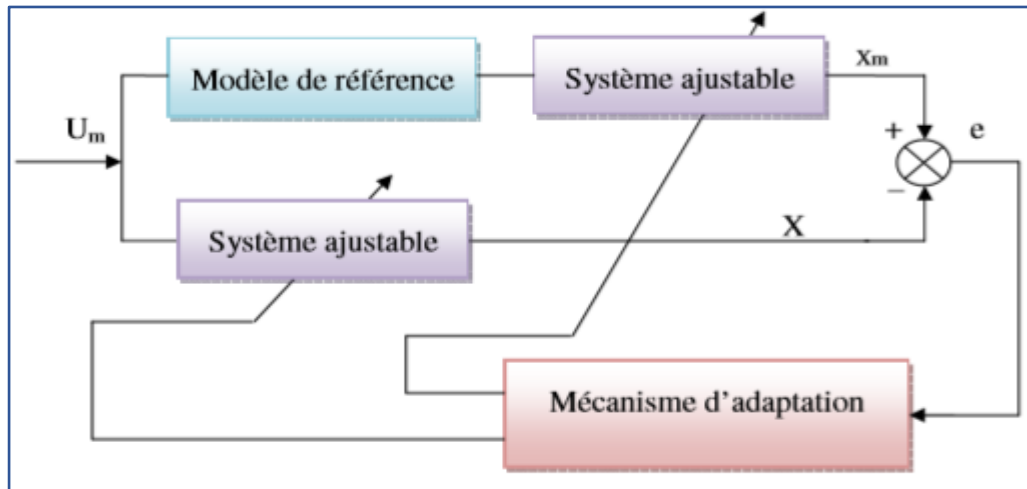 Modèle de référence
Système ajustable
xm
Um
+
e
−
Système ajustable
X
Mécanisme d’adaptation